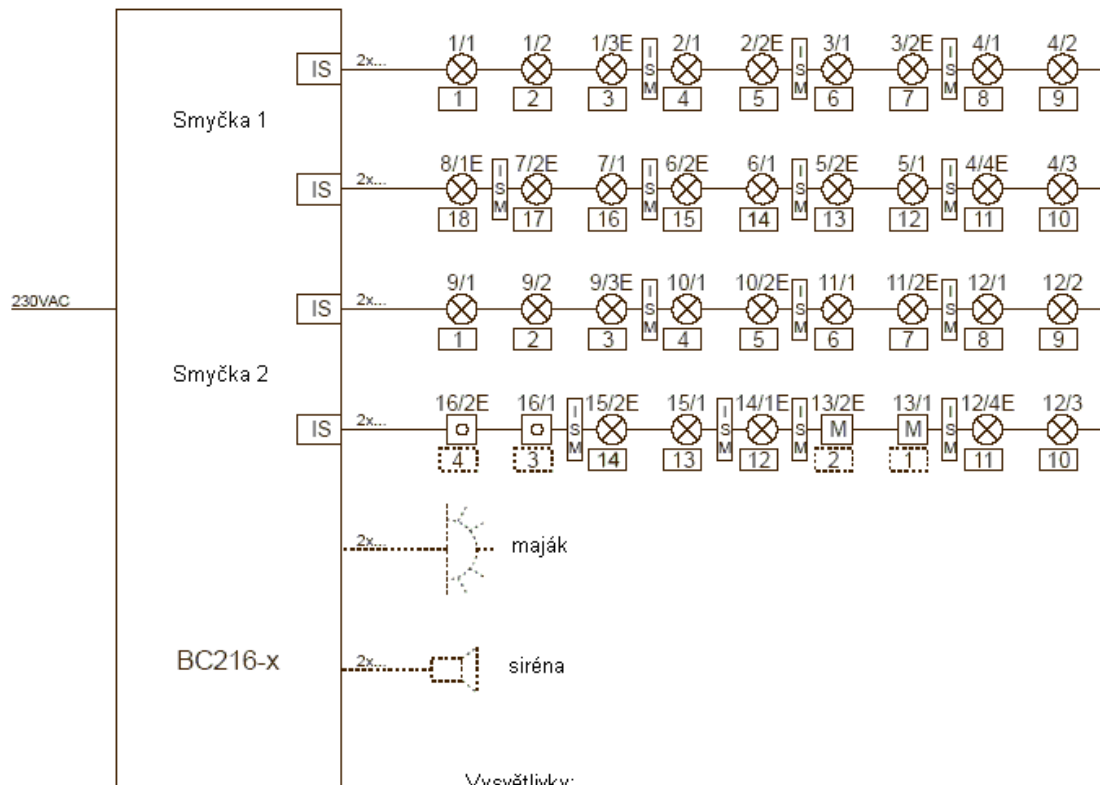 1/1 1/2 1/3E 2/1 2/2E 3/1 3/2E 4/1 4/2
IS 2x... ISM ISM ISM
1 2 3 4 5 6 7 8 9
Smyčka 1
8/1E 7/2E 7/1 6/2E 6/1 5/2E 5/1 4/4E 4/3
IS 2x... ISM ISM ISM ISM
18 17 16 15 14 13 12 11 10
9/1 9/2 9/3E 10/1 10/2E 11/1 11/2E 12/1 12/2
230VAC IS 2x... ISM ISM ISM
1 2 3 4 5 6 7 8 9
Smyčka 2
16/2E 16/1 15/2E 15/1 14/1E 13/2E 13/1 12/4E 12/3
IS 2x... ISM ISM ISM M M ISM
4 3 14 13 12 2 1 11 10
2x... maják
BC216-x 2x... siréna
Vysvětlivky: